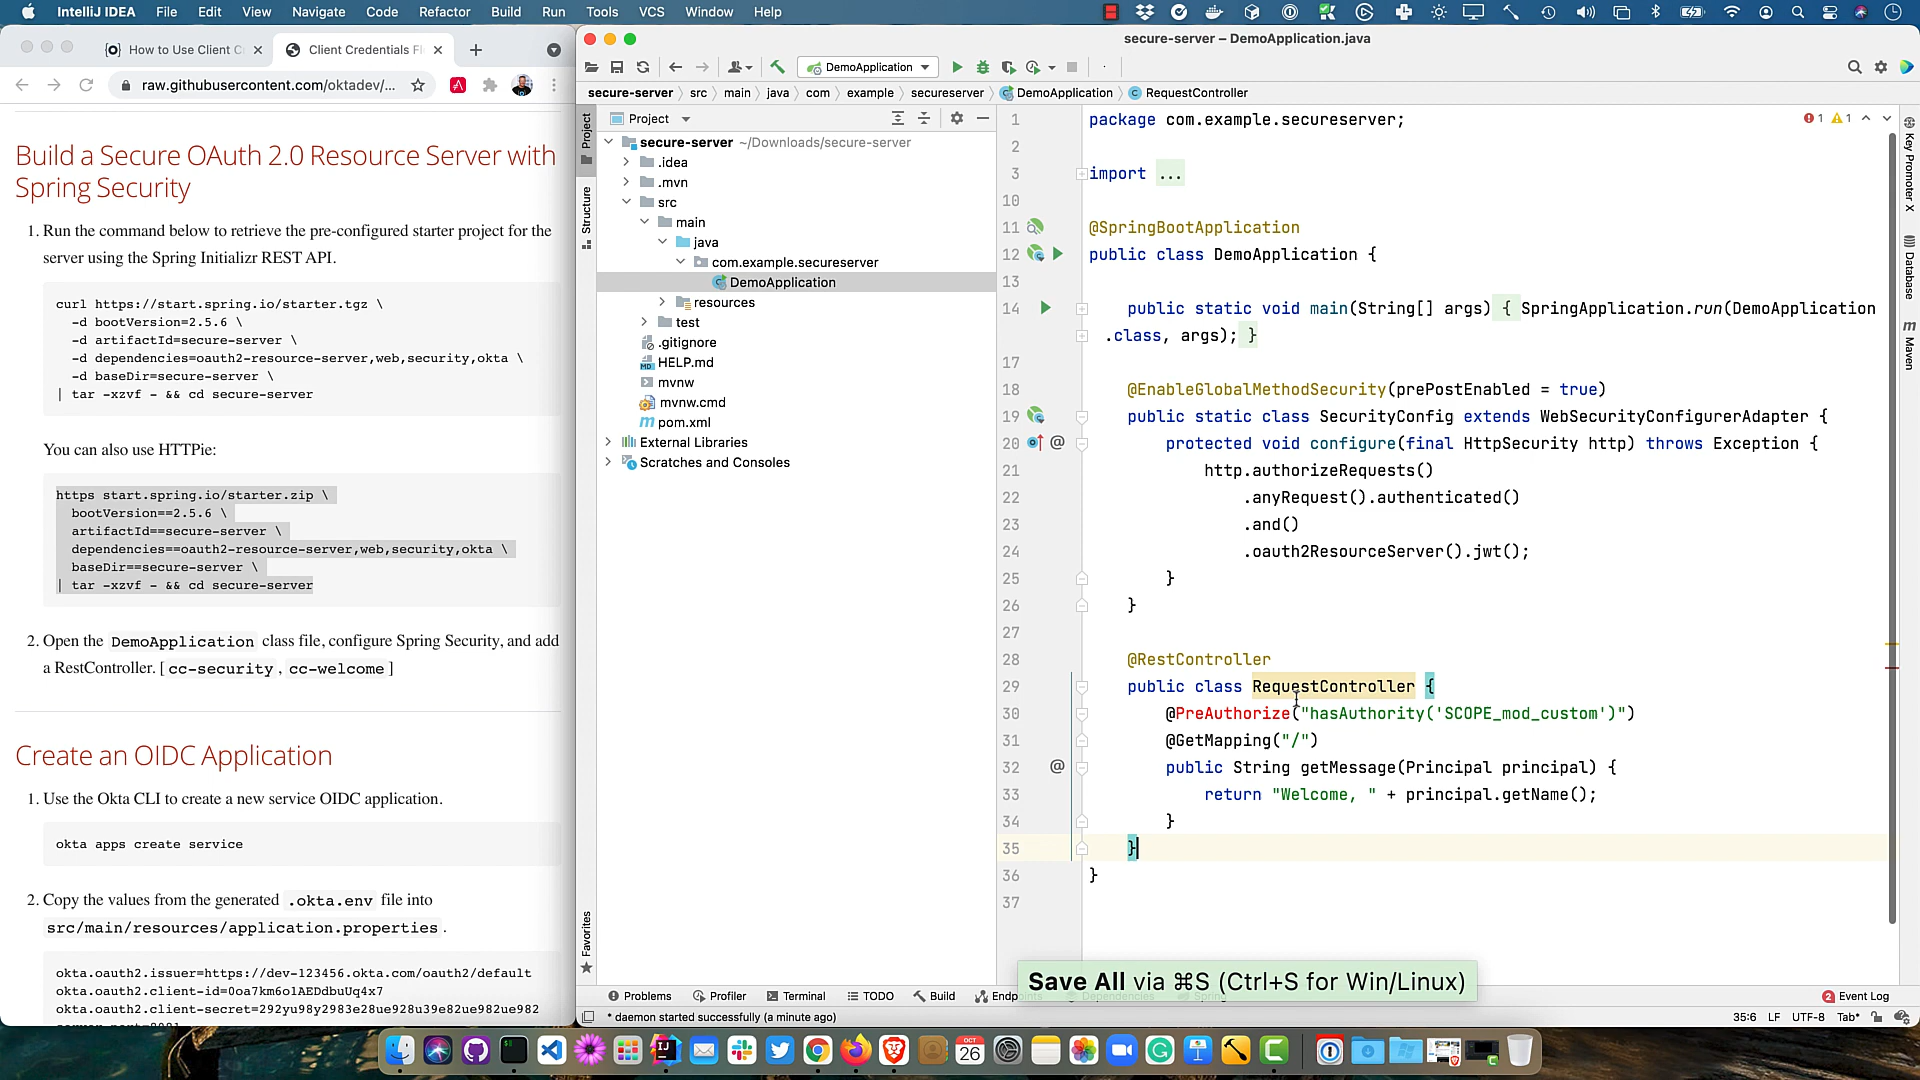 IntelliJ IDEA File Edit View Navigate Code Refactor Build Run Tools VCS Window Help
How to Use Client C
Client Credentials Fl
raw.githubusercontent.com/oktadev/...
Build a Secure OAuth 2.0 Resource Server with
Spring Security
1. Run the command below to retrieve the pre-configured starter project for the
server using the Spring Initializr REST API.
curl https://start.spring.io/starter.tgz \
-d bootVersion=2.5.6 \
-d artifactId=secure-server \
-d dependencies=oauth2-resource-server,web,security,okta \
-d baseDir=secure-server \
| tar -xzvf - && cd secure-server
You can also use HTTPie:
https start.spring.io/starter.zip \
bootVersion==2.5.6 \
artifactId==secure-server \
dependencies==oauth2-resource-server,web,security,okta \
baseDir==secure-server \
| tar -xzvf - && cd secure-server
2. Open the DemoApplication class file, configure Spring Security, and add
a RestController. [ cc-security , cc-welcome ]
Create an OIDC Application
1. Use the Okta CLI to create a new service OIDC application.
okta apps create service
2. Copy the values from the generated .okta.env file into
src/main/resources/application.properties .
okta.oauth2.issuer=https://dev-123456.okta.com/oauth2/default
okta.oauth2.client-id=0oa7km6o1AEDdbuUq4x7
okta.oauth2.client-secret=292yu98y2983e28ue928u39e82ue982ue982
secure-server – DemoApplication.java
DemoApplication
secure-server src main java com example secureserver DemoApplication RequestController
Project
Project
Structure
Favorites
secure-server ~/Downloads/secure-server
.idea
.mvn
src
main
java
com.example.secureserver
DemoApplication
resources
test
.gitignore
HELP.md
mvnw
mvnw.cmd
pom.xml
External Libraries
Scratches and Consoles
1 package com.example.secureserver;
2
3 import ...
10
11 @SpringBootApplication
12 public class DemoApplication {
13
14 public static void main(String[] args) { SpringApplication.run(DemoApplication
.class, args); }
17
18 @EnableGlobalMethodSecurity(prePostEnabled = true)
19 public static class SecurityConfig extends WebSecurityConfigurerAdapter {
20 @ protected void configure(final HttpSecurity http) throws Exception {
21 http.authorizeRequests()
22 .anyRequest().authenticated()
23 .and()
24 .oauth2ResourceServer().jwt();
25 }
26 }
27
28 @RestController
29 public class RequestController {
30 @PreAuthorize("hasAuthority('SCOPE_mod_custom')")
31 @GetMapping("/")
32 @ public String getMessage(Principal principal) {
33 return "Welcome, " + principal.getName();
34 }
35 }
36 }
37
1 1
Key Promoter X
Database
Maven
Save All via ⌘S (Ctrl+S for Win/Linux)
Problems Profiler Terminal TODO Build Endpoints Dependencies Spring
2 Event Log
* daemon started successfully (a minute ago)
35:6 LF UTF-8 Tab*
OCT
26